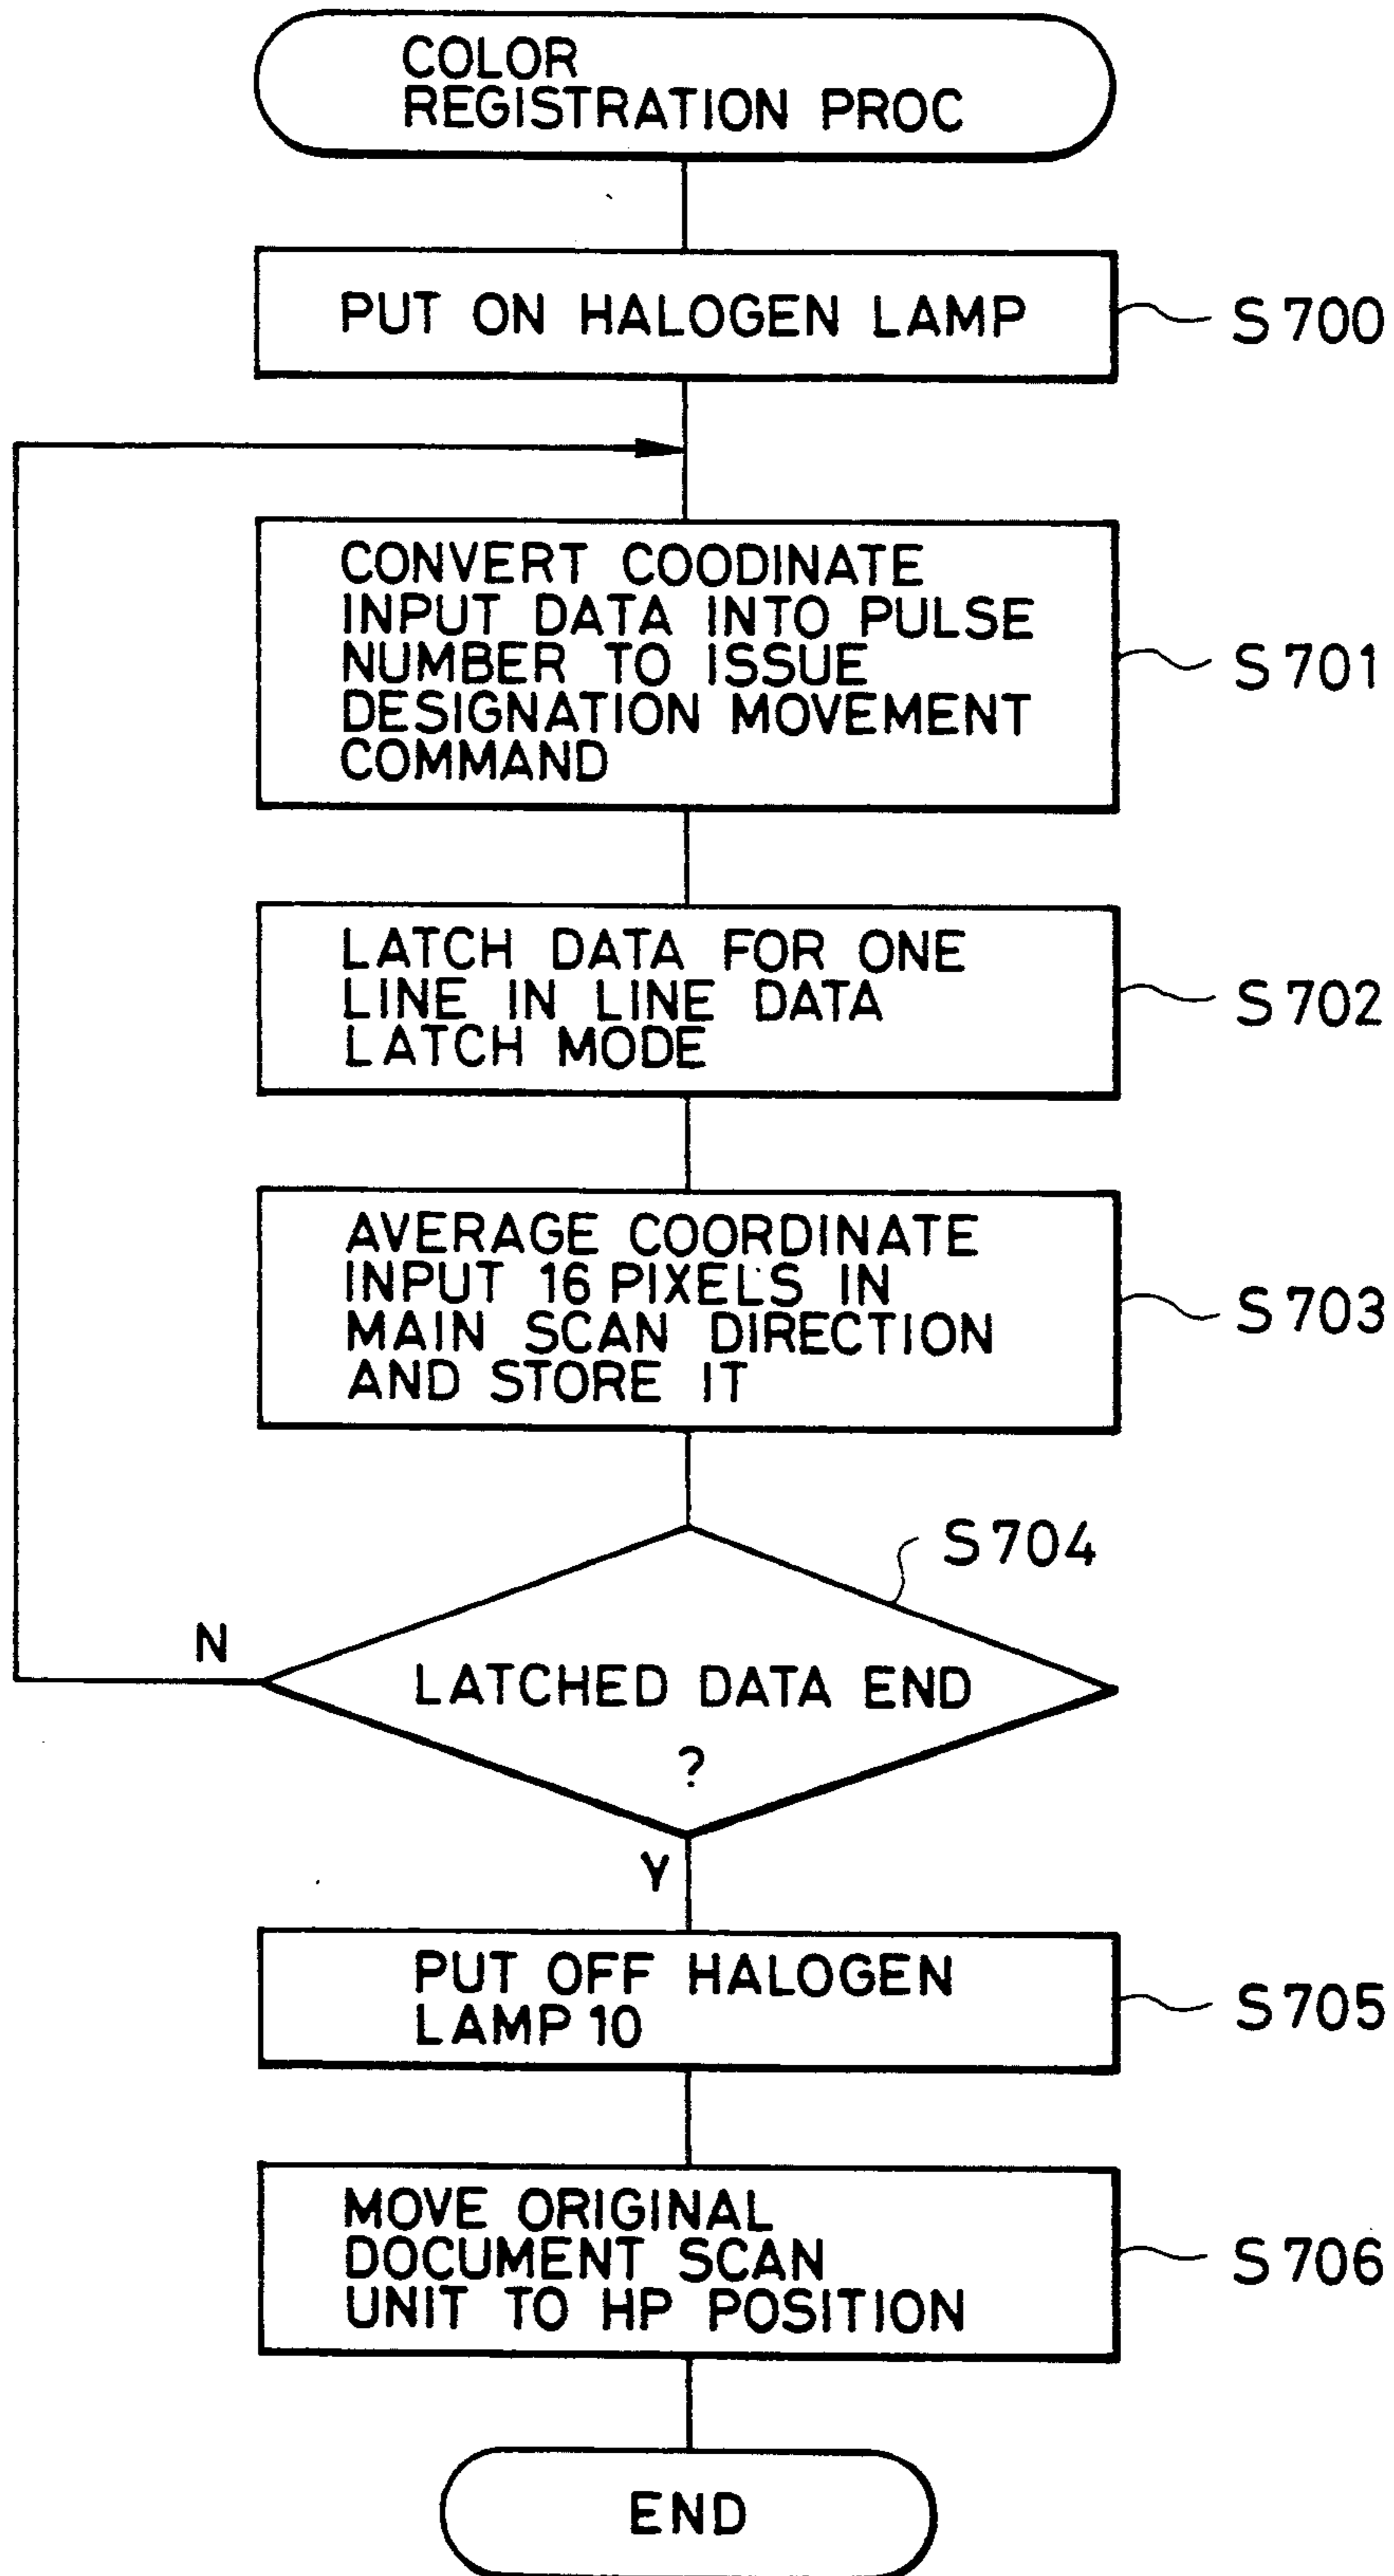 COLOR
REGISTRATION PROC
PUT ON HALOGEN LAMP
S700
CONVERT COODINATE
INPUT DATA INTO PULSE
NUMBER TO ISSUE
DESIGNATION MOVEMENT
COMMAND
S701
LATCH DATA FOR ONE
LINE IN LINE DATA
LATCH MODE
S702
AVERAGE COORDINATE
INPUT 16 PIXELS IN
MAIN SCAN DIRECTION
AND STORE IT
S703
S704
N
LATCHED DATA END
?
Y
PUT OFF HALOGEN
LAMP 10
S705
MOVE ORIGINAL
DOCUMENT SCAN
UNIT TO HP POSITION
S706
END